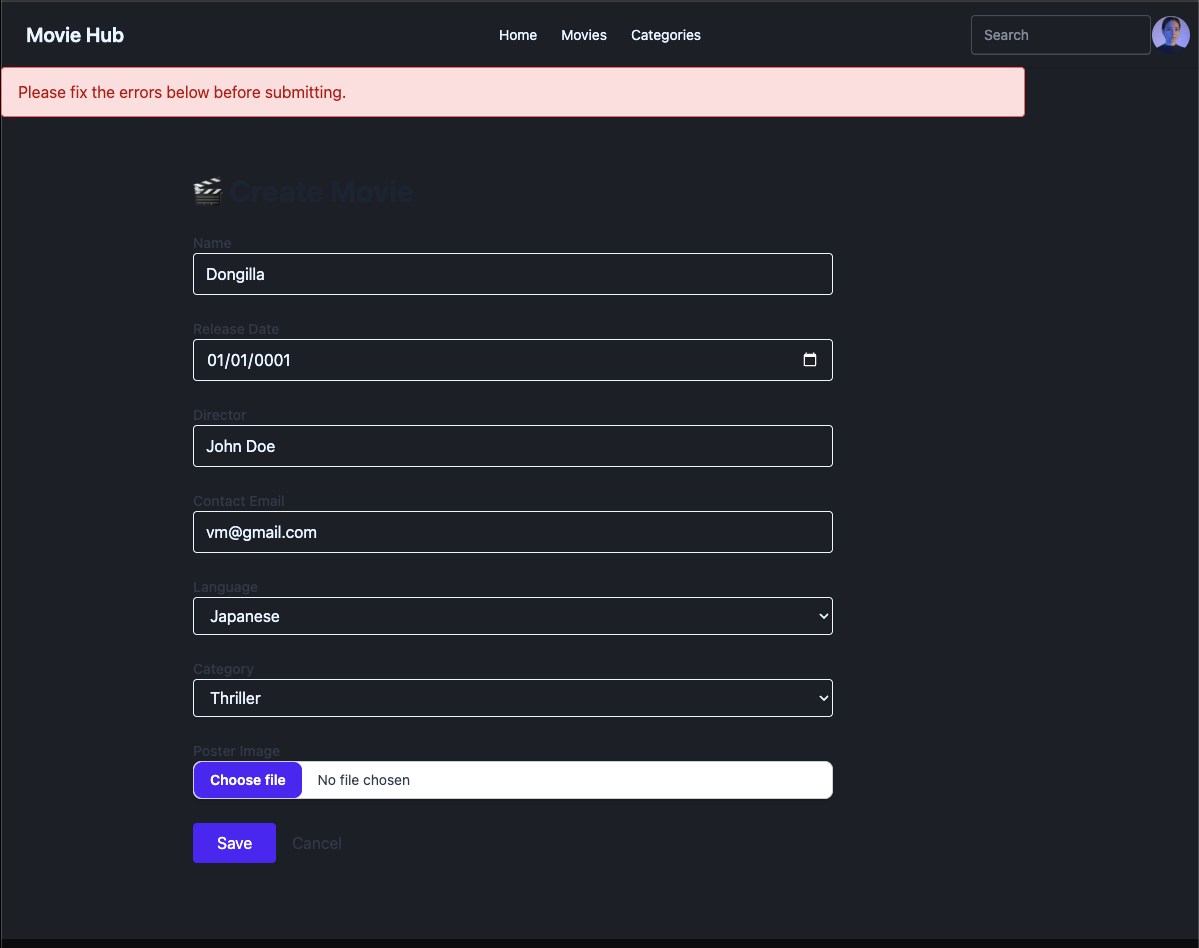 Movie Hub Home Movies Categories Search
Please fix the errors below before submitting.
Create Movie
Name
Dongilla
Release Date
01/01/0001
Director
John Doe
Contact Email
vm@gmail.com
Language
Japanese
Category
Thriller
Poster Image
Choose file No file chosen
Save Cancel